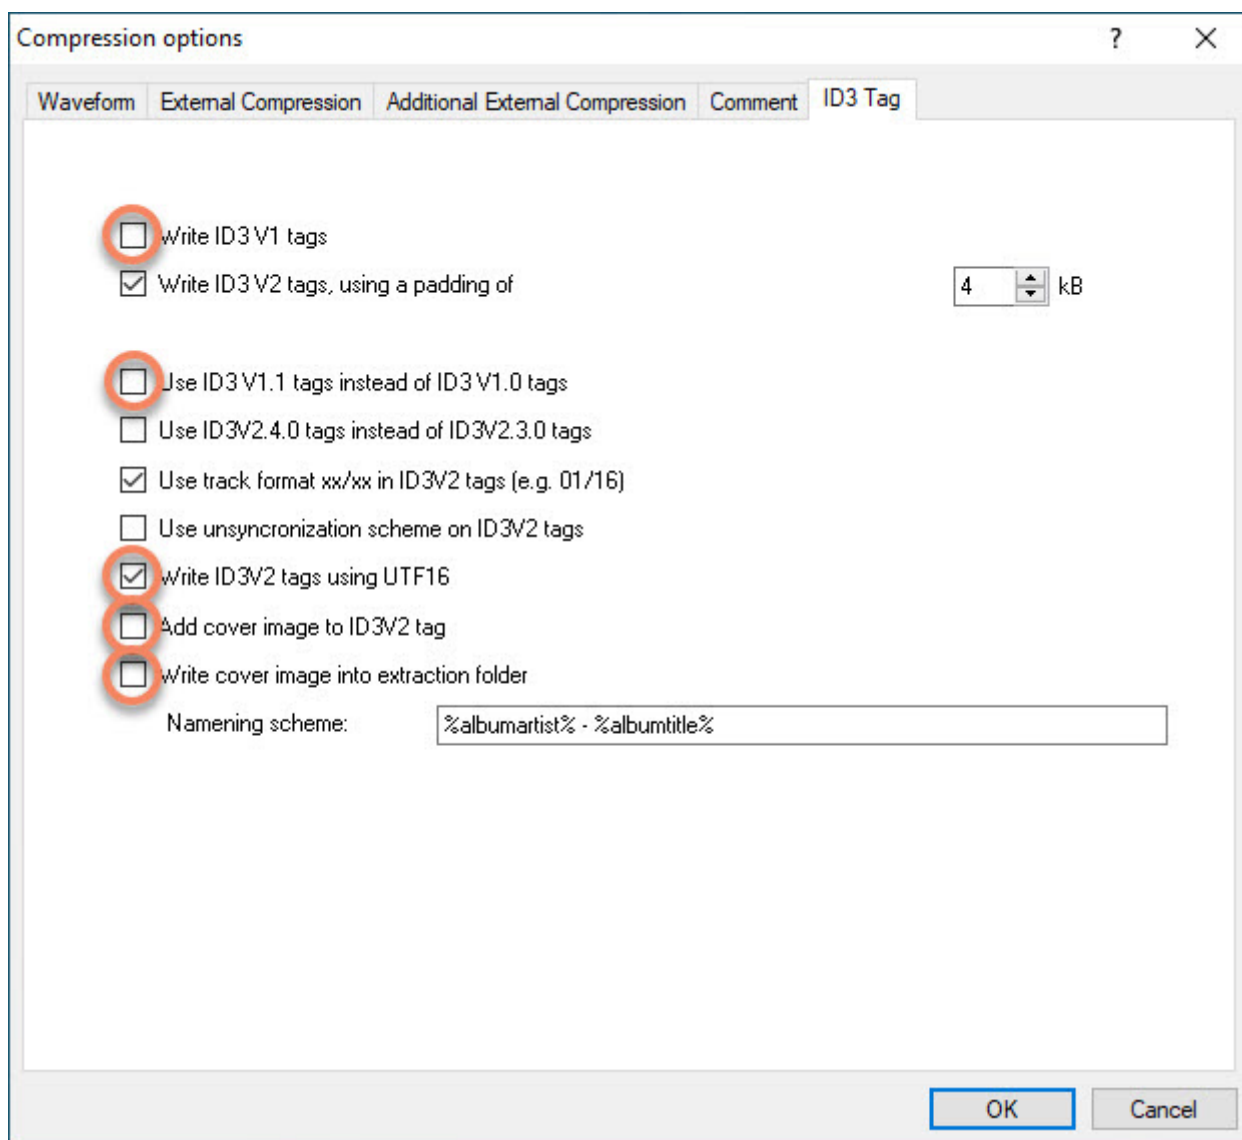 Compression options
?
Waveform External Compression Additional External Compression Comment ID3 Tag
Write ID3 V1 tags
Write ID3 V2 tags, using a padding of 4 kB
Use ID3 V1.1 tags instead of ID3 V1.0 tags
Use ID3V2.4.0 tags instead of ID3V2.3.0 tags
Use track format xx/xx in ID3V2 tags (e.g. 01/16)
Use unsyncronization scheme on ID3V2 tags
Write ID3V2 tags using UTF16
Add cover image to ID3V2 tag
Write cover image into extraction folder
Namening scheme: %albumartist% - %albumtitle%
OK Cancel